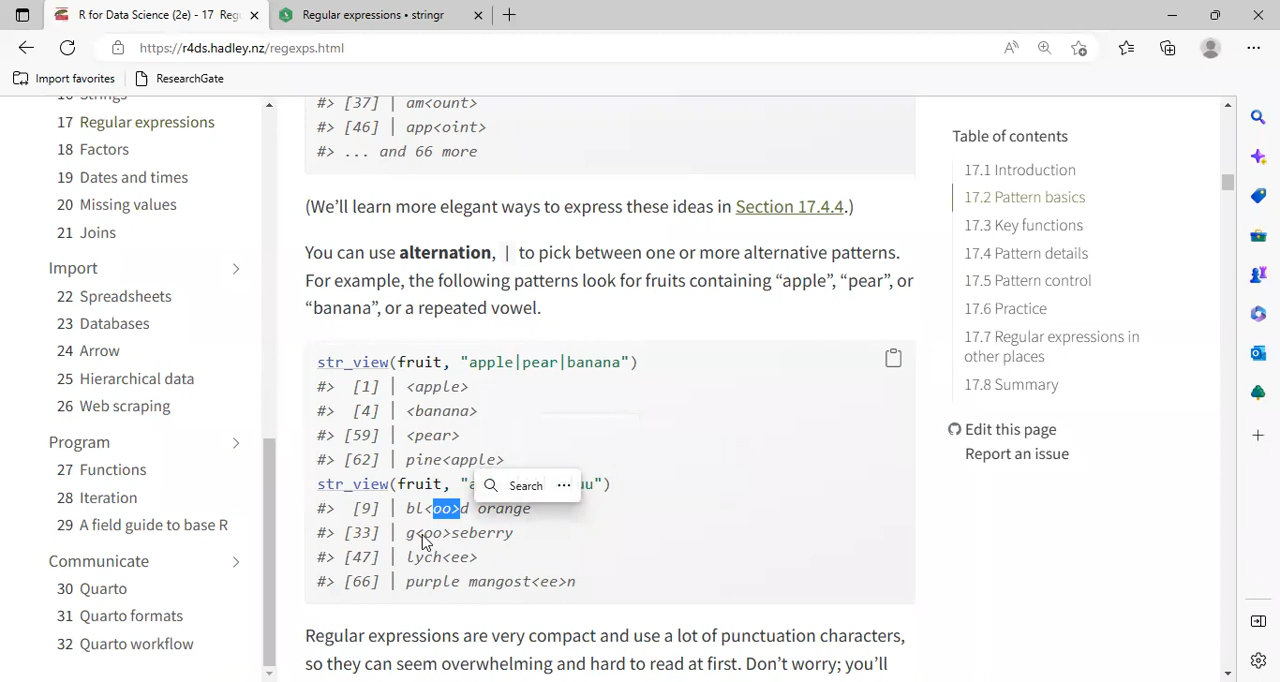 R for Data Science (2e) - 17 Regu
Regular expressions • stringr
https://r4ds.hadley.nz/regexps.html
Import favorites
ResearchGate
16 Strings
17 Regular expressions
18 Factors
19 Dates and times
20 Missing values
21 Joins
Import
22 Spreadsheets
23 Databases
24 Arrow
25 Hierarchical data
26 Web scraping
Program
27 Functions
28 Iteration
29 A field guide to base R
Communicate
30 Quarto
31 Quarto formats
32 Quarto workflow
#> [37] | am<ount>
#> [46] | app<oint>
#> ... and 66 more
(We’ll learn more elegant ways to express these ideas in Section 17.4.4.)
You can use alternation, | to pick between one or more alternative patterns.
For example, the following patterns look for fruits containing “apple”, “pear”, or
“banana”, or a repeated vowel.
str_view(fruit, "apple|pear|banana")
#> [1] | <apple>
#> [4] | <banana>
#> [59] | <pear>
#> [62] | pine<apple>
str_view(fruit, "a uu")
Search
#> [9] | bl<oo>d orange
#> [33] | g<oo>seberry
#> [47] | lych<ee>
#> [66] | purple mangost<ee>n
Regular expressions are very compact and use a lot of punctuation characters,
so they can seem overwhelming and hard to read at first. Don’t worry; you’ll
Table of contents
17.1 Introduction
17.2 Pattern basics
17.3 Key functions
17.4 Pattern details
17.5 Pattern control
17.6 Practice
17.7 Regular expressions in
other places
17.8 Summary
Edit this page
Report an issue